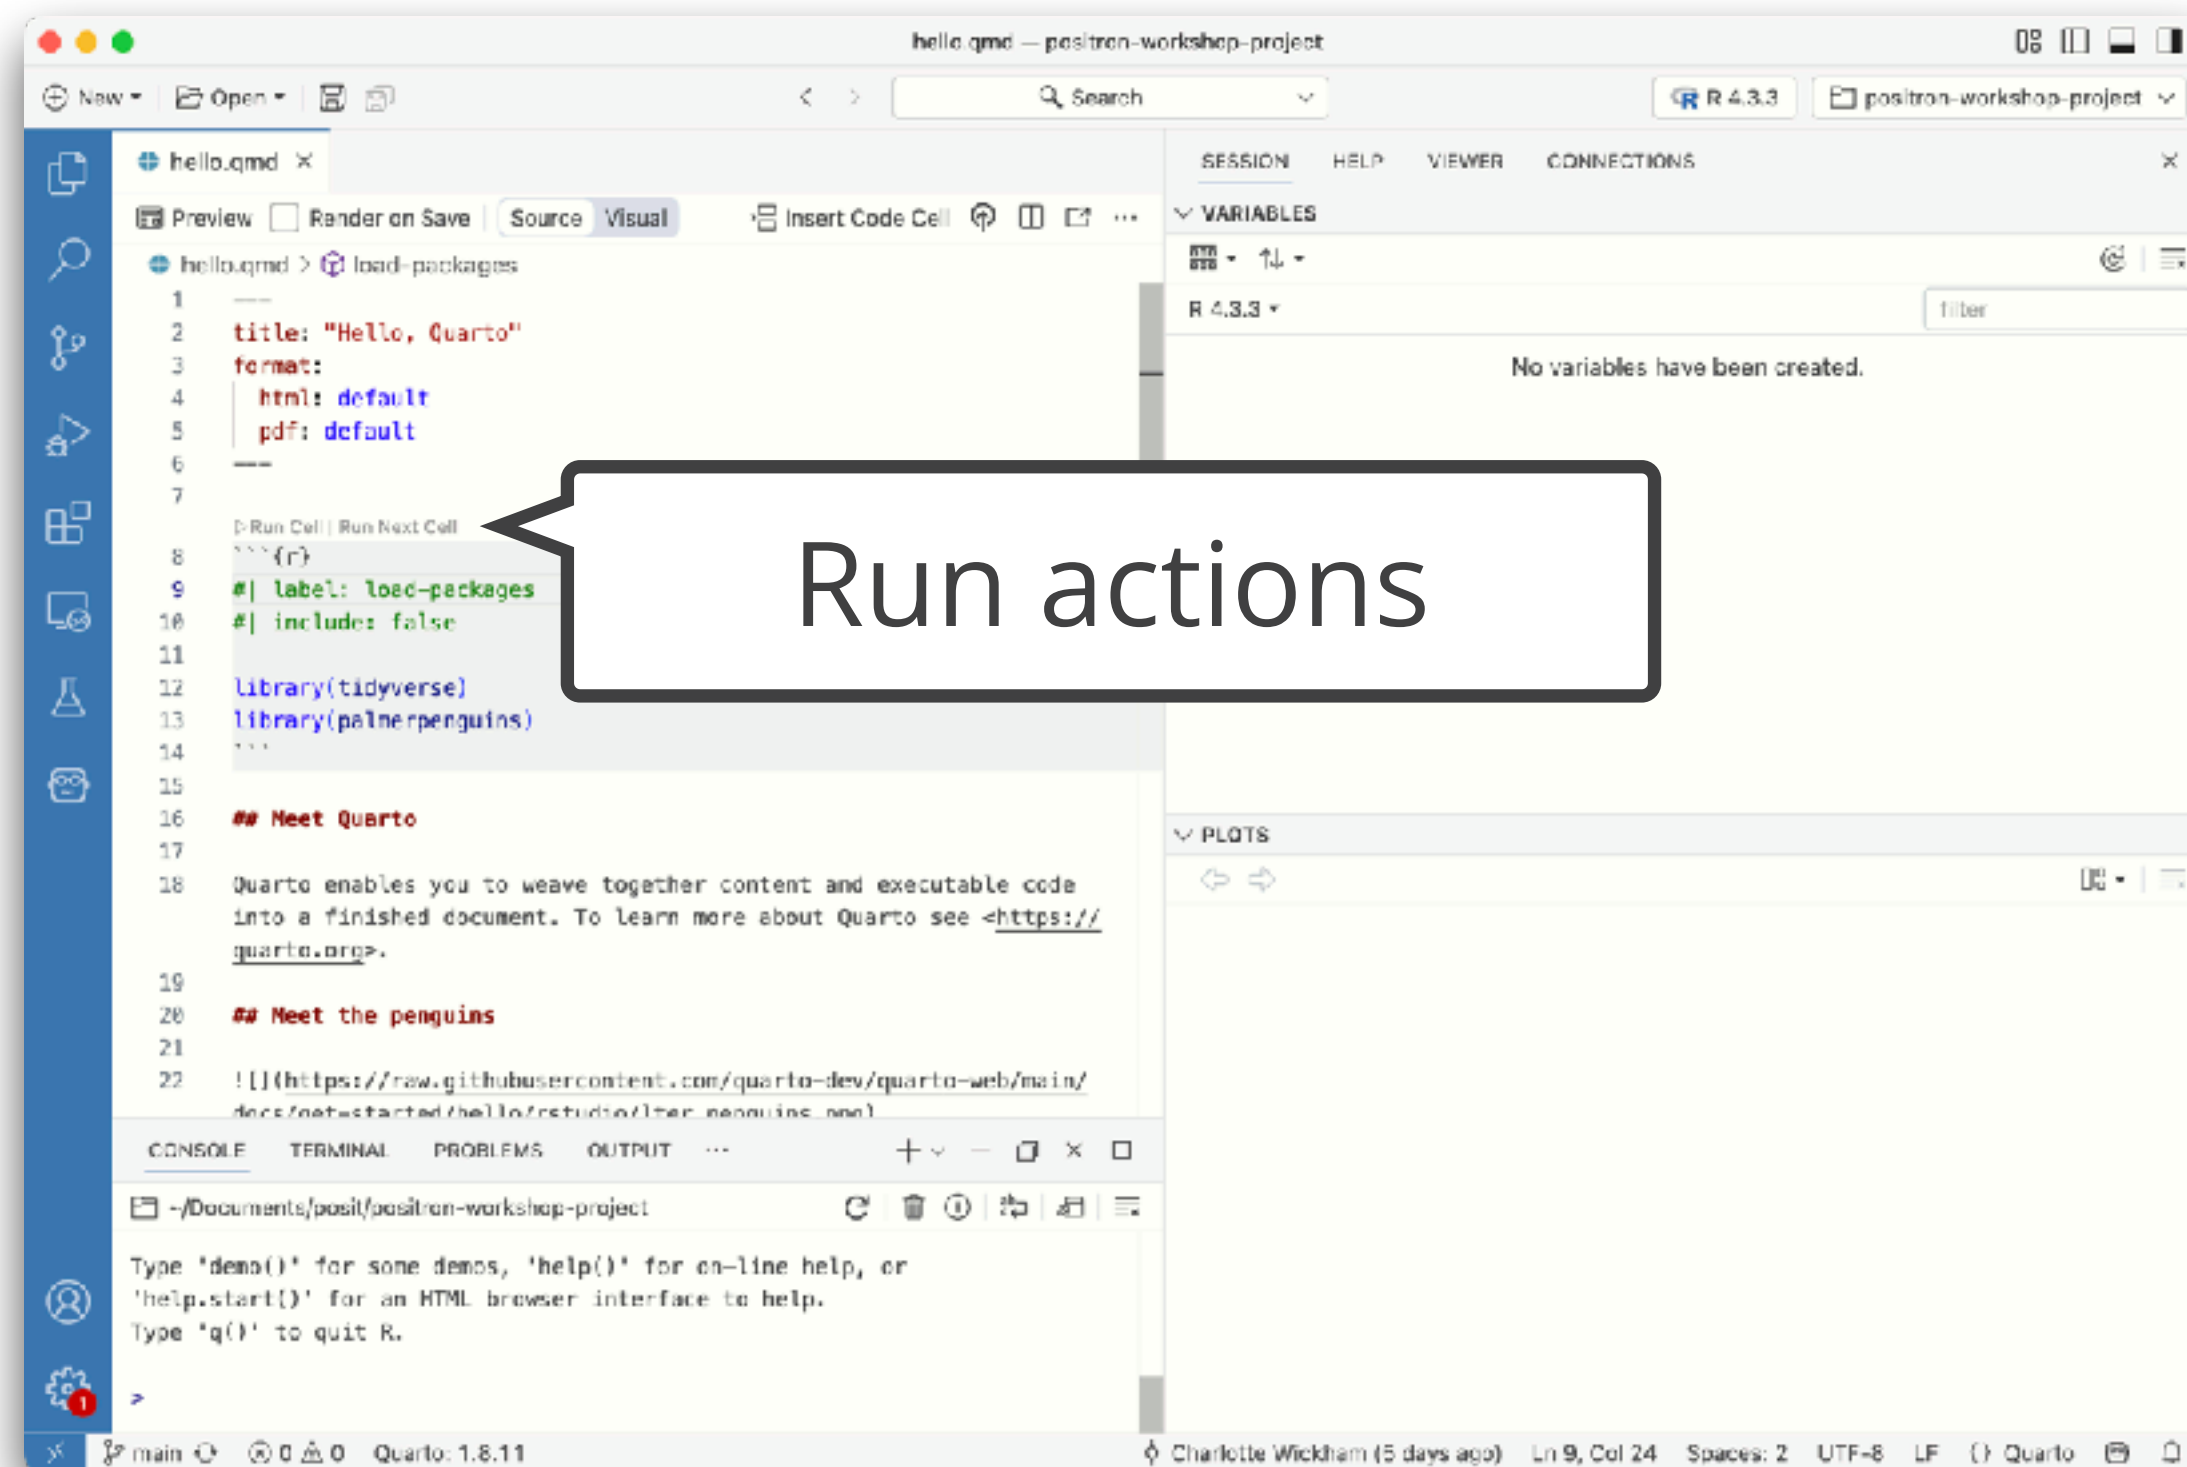 hello.qmd — positron-workshop-project
New Open Search R 4.3.3 positron-workshop-project
hello.qmd
Preview Render on Save Source Visual Insert Code Cell
hello.qmd > load-packages
1 ---
2 title: "Hello, Quarto"
3 format:
4 html: default
5 pdf: default
6 ---
7
Run Cell | Run Next Cell
8 ```{r}
9 #| label: load-packages
10 #| include: false
11
12 library(tidyverse)
13 library(palmerpenguins)
14 ```
15
16 ## Meet Quarto
17
18 Quarto enables you to weave together content and executable code
into a finished document. To learn more about Quarto see <https://
quarto.org>.
19
20 ## Meet the penguins
21
22 ![](https://raw.githubusercontent.com/quarto-dev/quarto-web/main/
docs/get-started/hello/rstudio/lter_penguins.png)
Run actions
SESSION HELP VIEWER CONNECTIONS
VARIABLES
R 4.3.3 filter
No variables have been created.
PLOTS
CONSOLE TERMINAL PROBLEMS OUTPUT ...
~/Documents/posit/positron-workshop-project
Type 'demo()' for some demos, 'help()' for on-line help, or
'help.start()' for an HTML browser interface to help.
Type 'q()' to quit R.
>
1
main 0 0 Quarto: 1.8.11 Charlotte Wickham (5 days ago) Ln 9, Col 24 Spaces: 2 UTF-8 LF {} Quarto